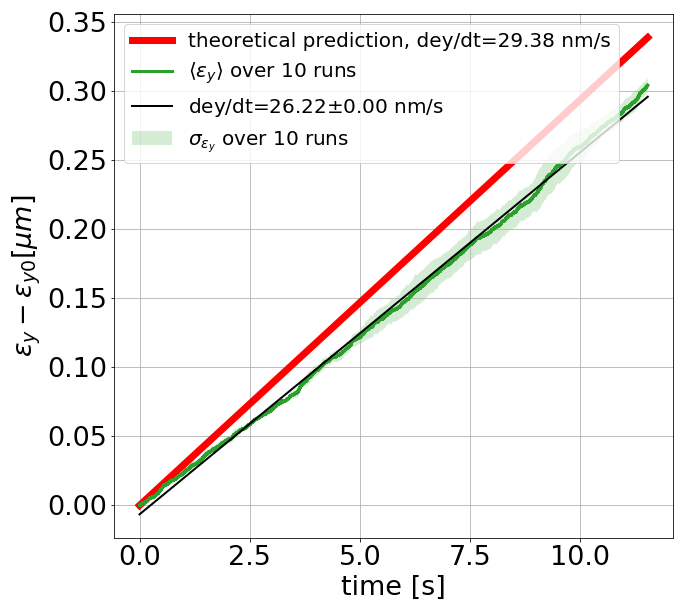 0.35
0.30
0.25
0.20
0.15
0.10
0.05
0.00
εy − εy0[μm]
theoretical prediction, dey/dt=29.38 nm/s
⟨εy⟩ over 10 runs
dey/dt=26.22±0.00 nm/s
σεy over 10 runs
0.0 2.5 5.0 7.5 10.0
time [s]